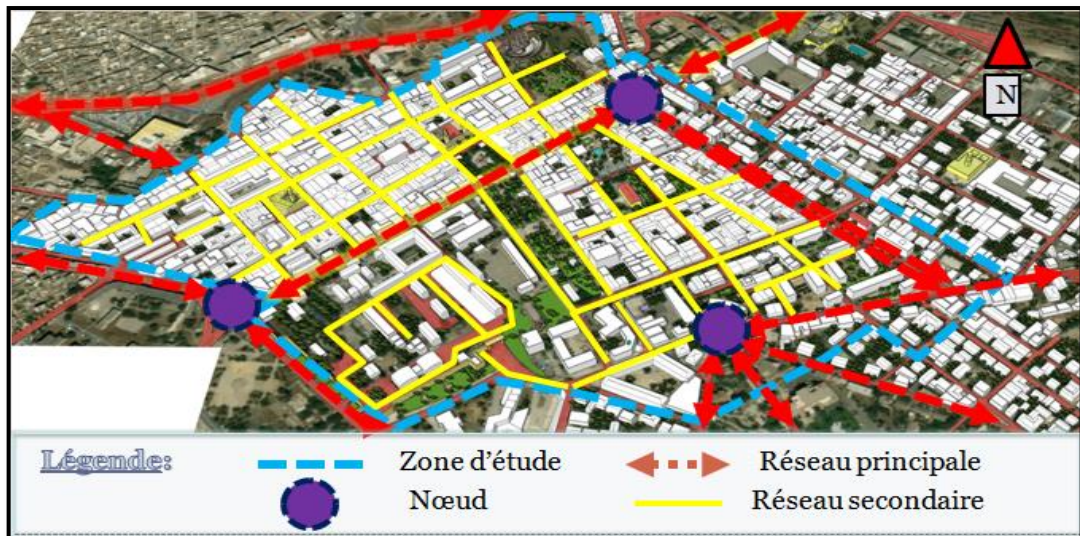 N
Légende:
Zone d'étude
Réseau principale
Nœud
Réseau secondaire